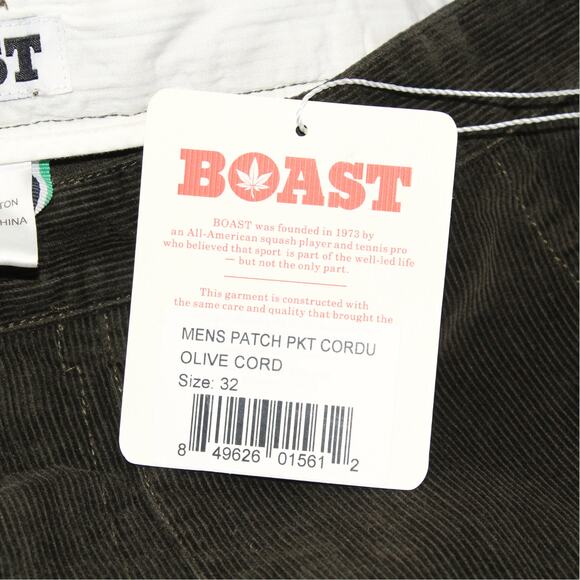 ST
TON
HINA
BOAST
BOAST was founded in 1973 by
an All-American squash player and tennis pro
who believed that sport is part of the well-led life
— but not the only part.
This garment is constructed with
the same care and quality that brought the
MENS PATCH PKT CORDU
OLIVE CORD
Size: 32
8 49626 01561 2